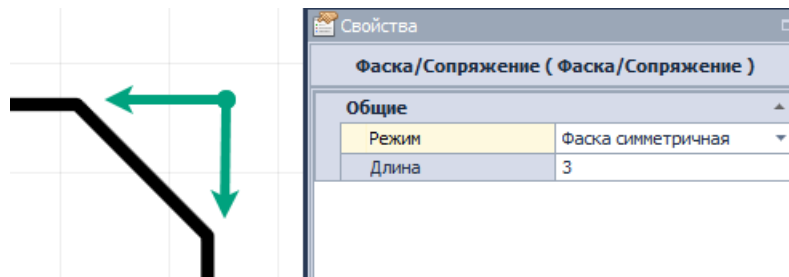 Свойства
Фаска/Сопряжение ( Фаска/Сопряжение )
Общие
Режим Фаска симметричная
Длина 3